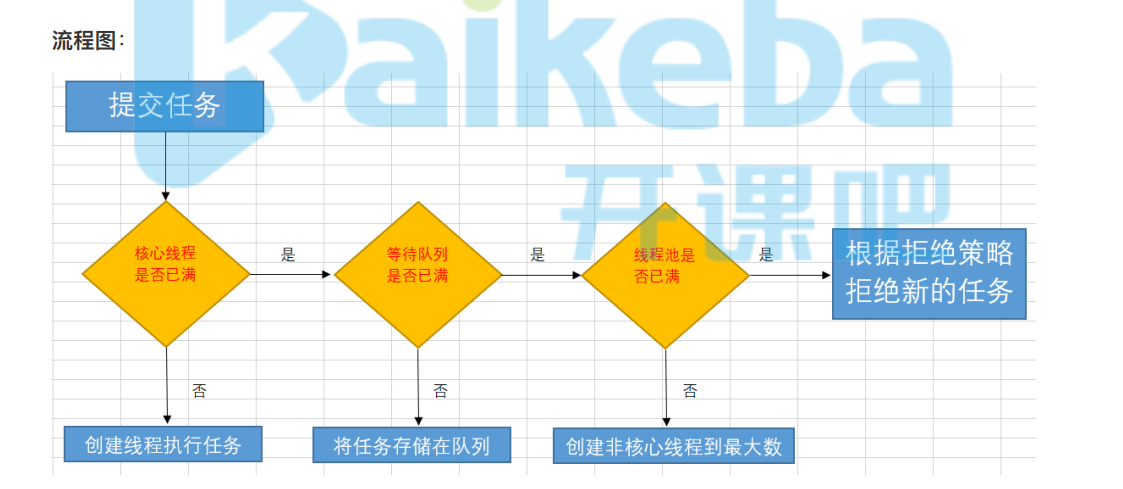 流程图：
Kaikeba
开课吧
提交任务
核心线程
是否已满
是
等待队列
是否已满
是
线程池是
否已满
是
根据拒绝策略
拒绝新的任务
否
否
否
创建线程执行任务
将任务存储在队列
创建非核心线程到最大数